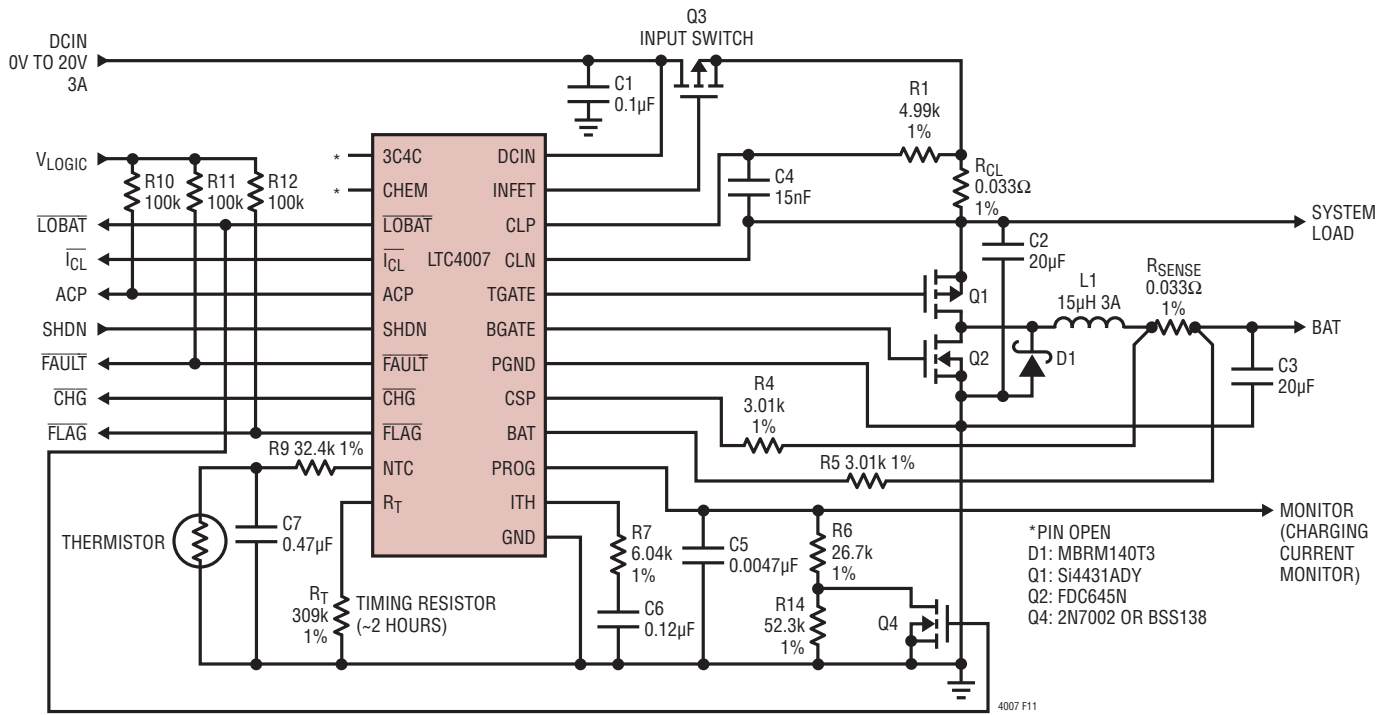 Q3
INPUT SWITCH
DCIN
0V TO 20V
3A
C1
0.1µF
R1
4.99k
1%
VLOGIC
R10
100k
R11
100k
R12
100k
*
3C4C
DCIN
*
CHEM
INFET
C4
15nF
RCL
0.033Ω
1%
LOBAT
LOBAT
CLP
SYSTEM
LOAD
ICL
ICL
LTC4007
CLN
C2
20µF
ACP
ACP
TGATE
Q1
L1
15µH 3A
RSENSE
0.033Ω
1%
SHDN
SHDN
BGATE
BAT
FAULT
FAULT
PGND
Q2
D1
C3
20µF
CHG
CHG
CSP
R4
3.01k
1%
FLAG
FLAG
BAT
R9 32.4k 1%
NTC
PROG
R5 3.01k 1%
RT
ITH
MONITOR
(CHARGING
CURRENT
MONITOR)
THERMISTOR
C7
0.47µF
GND
R7
6.04k
1%
C5
0.0047µF
R6
26.7k
1%
*PIN OPEN
D1: MBRM140T3
Q1: Si4431ADY
Q2: FDC645N
Q4: 2N7002 OR BSS138
RT
309k
1%
TIMING RESISTOR
(~2 HOURS)
C6
0.12µF
R14
52.3k
1%
Q4
4007 F11